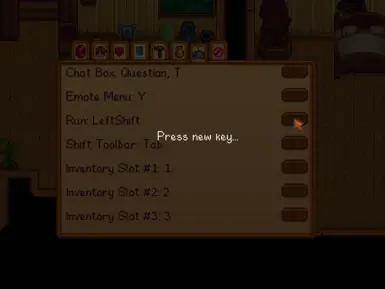 Chat Box: Question, T
Emote Menu: Y
Run: LeftShift
Press new key...
Shift Toolbar: Tab
Inventory Slot #1: 1
Inventory Slot #2: 2
Inventory Slot #3: 3